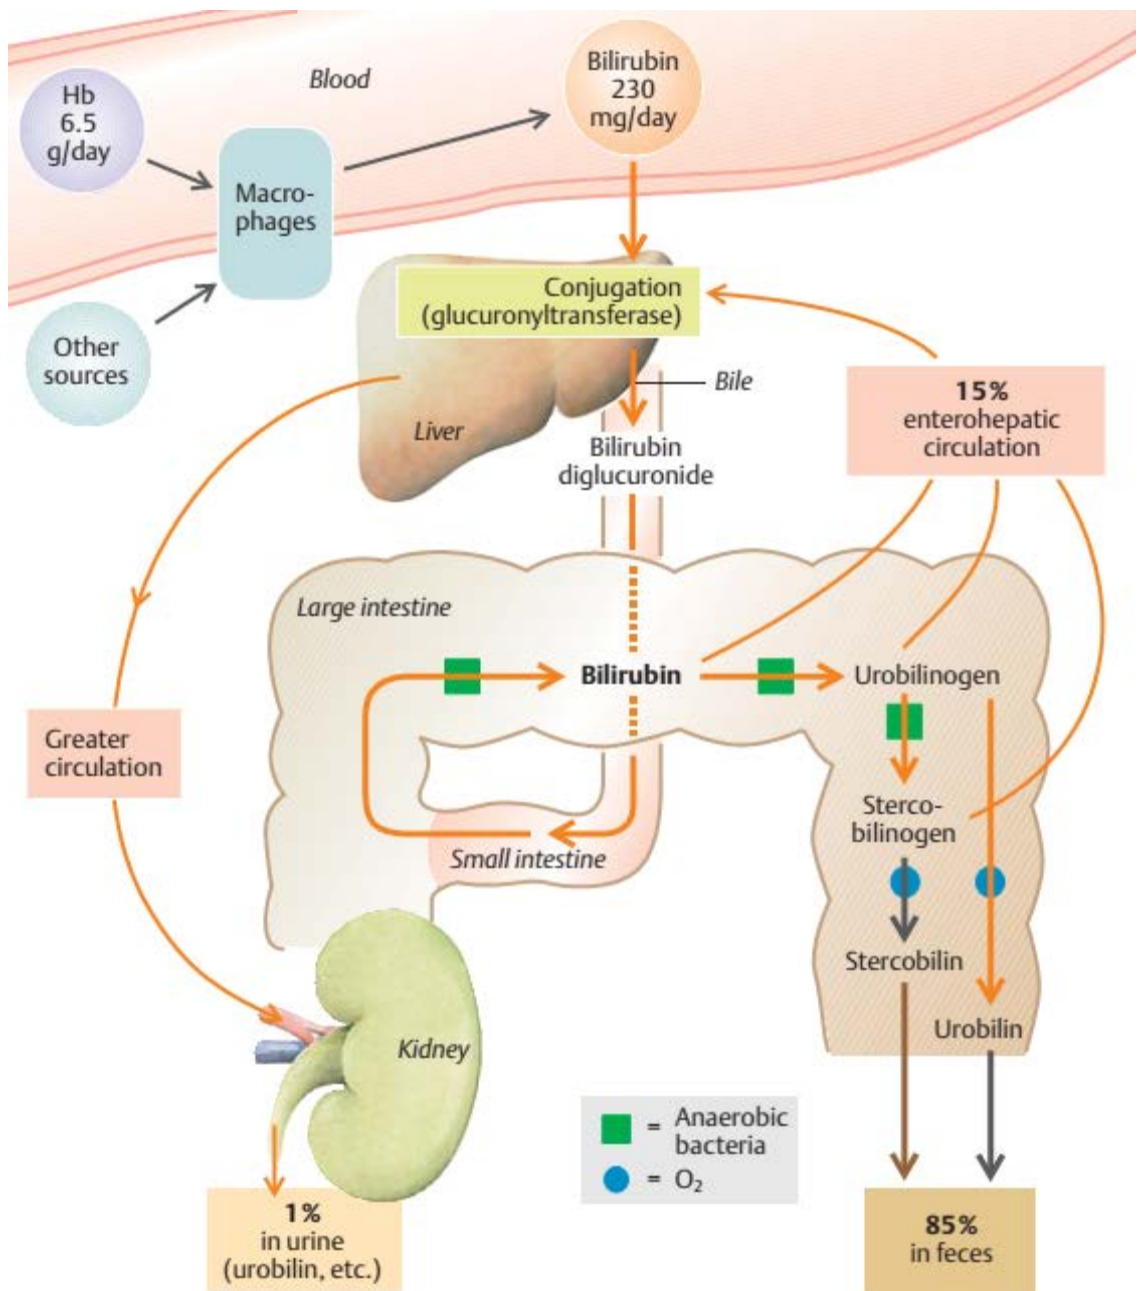 Blood
Hb
6.5
g/day
Bilirubin
230
mg/day
Macro-
phages
Other
sources
Conjugation
(glucuronyltransferase)
Bile
Liver
Bilirubin
diglucuronide
15%
enterohepatic
circulation
Large intestine
Bilirubin
Urobilinogen
Greater
circulation
Small intestine
Sterco-
bilinogen
Stercobilin
Urobilin
Kidney
= Anaerobic
bacteria
= O₂
1%
in urine
(urobilin, etc.)
85%
in feces